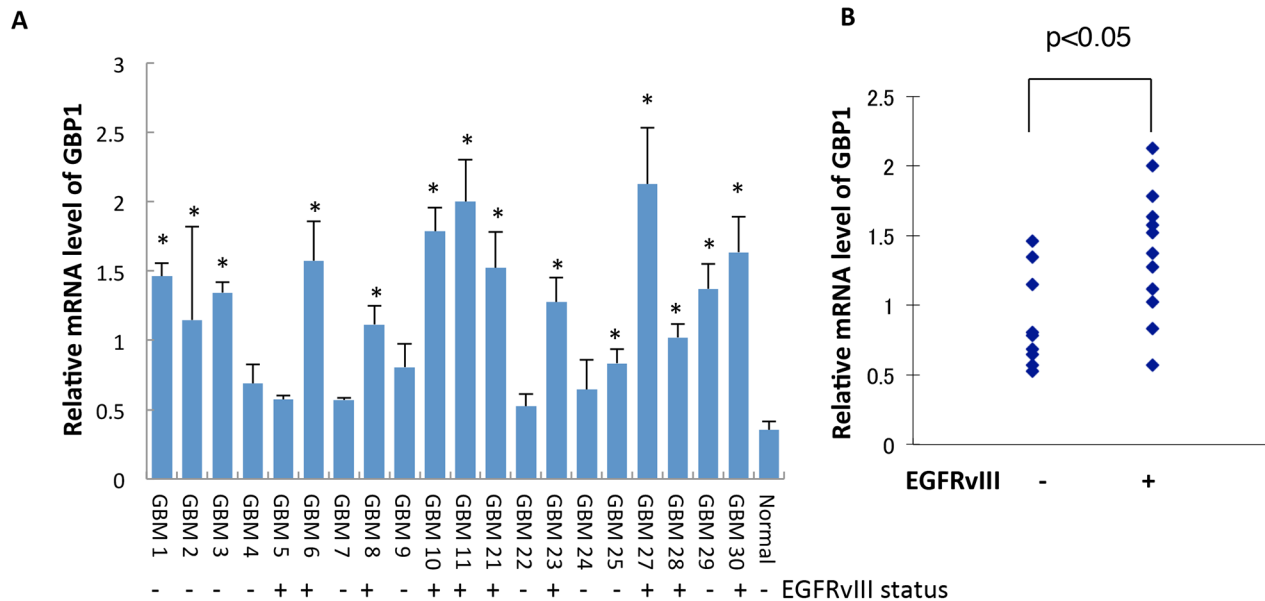 A
Relative mRNA level of GBP1
3
2.5
2
1.5
1
0.5
0
* * * * * * * * * * * * * *
GBM 1
GBM 2
GBM 3
GBM 4
GBM 5
GBM 6
GBM 7
GBM 8
GBM 9
GBM 10
GBM 11
GBM 21
GBM 22
GBM 23
GBM 24
GBM 25
GBM 27
GBM 28
GBM 29
GBM 30
Normal
- - - - + + - + - + + + - + - - + + - + - EGFRvIII status
B
p<0.05
Relative mRNA level of GBP1
2.5
2
1.5
1
0.5
0
EGFRvIII - +